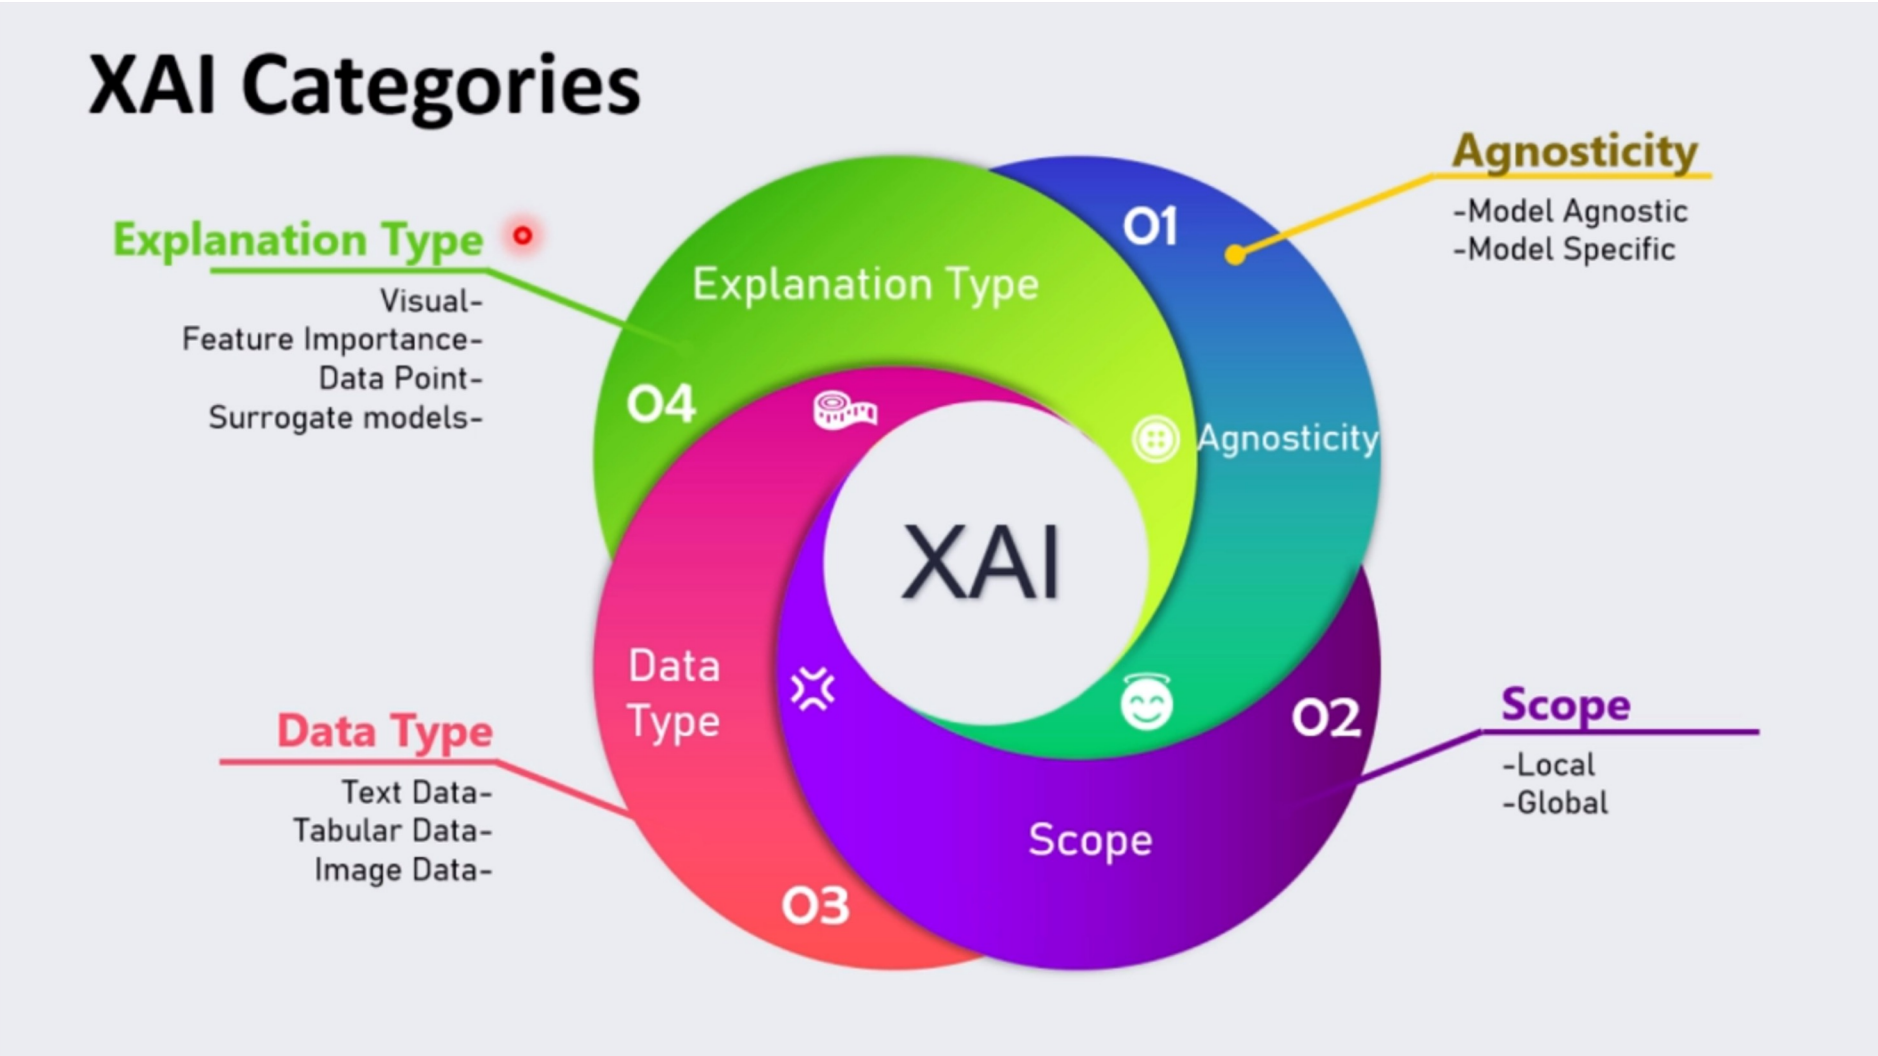 XAI Categories
Agnosticity
-Model Agnostic
-Model Specific
Explanation Type
Visual-
Feature Importance-
Data Point-
Surrogate models-
01
Explanation Type
04
Agnosticity
XAI
Data
Type
02
Scope
03
Data Type
Text Data-
Tabular Data-
Image Data-
Scope
-Local
-Global